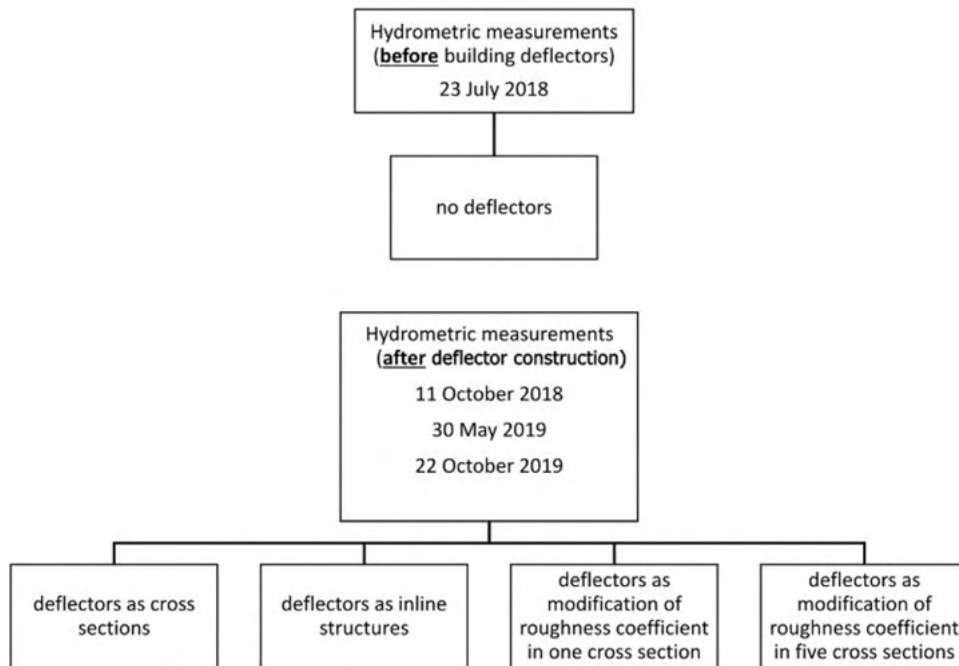 Hydrometric measurements
(before building deflectors)
23 July 2018
no deflectors
Hydrometric measurements
(after deflector construction)
11 October 2018
30 May 2019
22 October 2019
deflectors as cross
sections
deflectors as inline
structures
deflectors as
modification of
roughness coefficient
in one cross section
deflectors as
modification of
roughness coefficient
in five cross sections